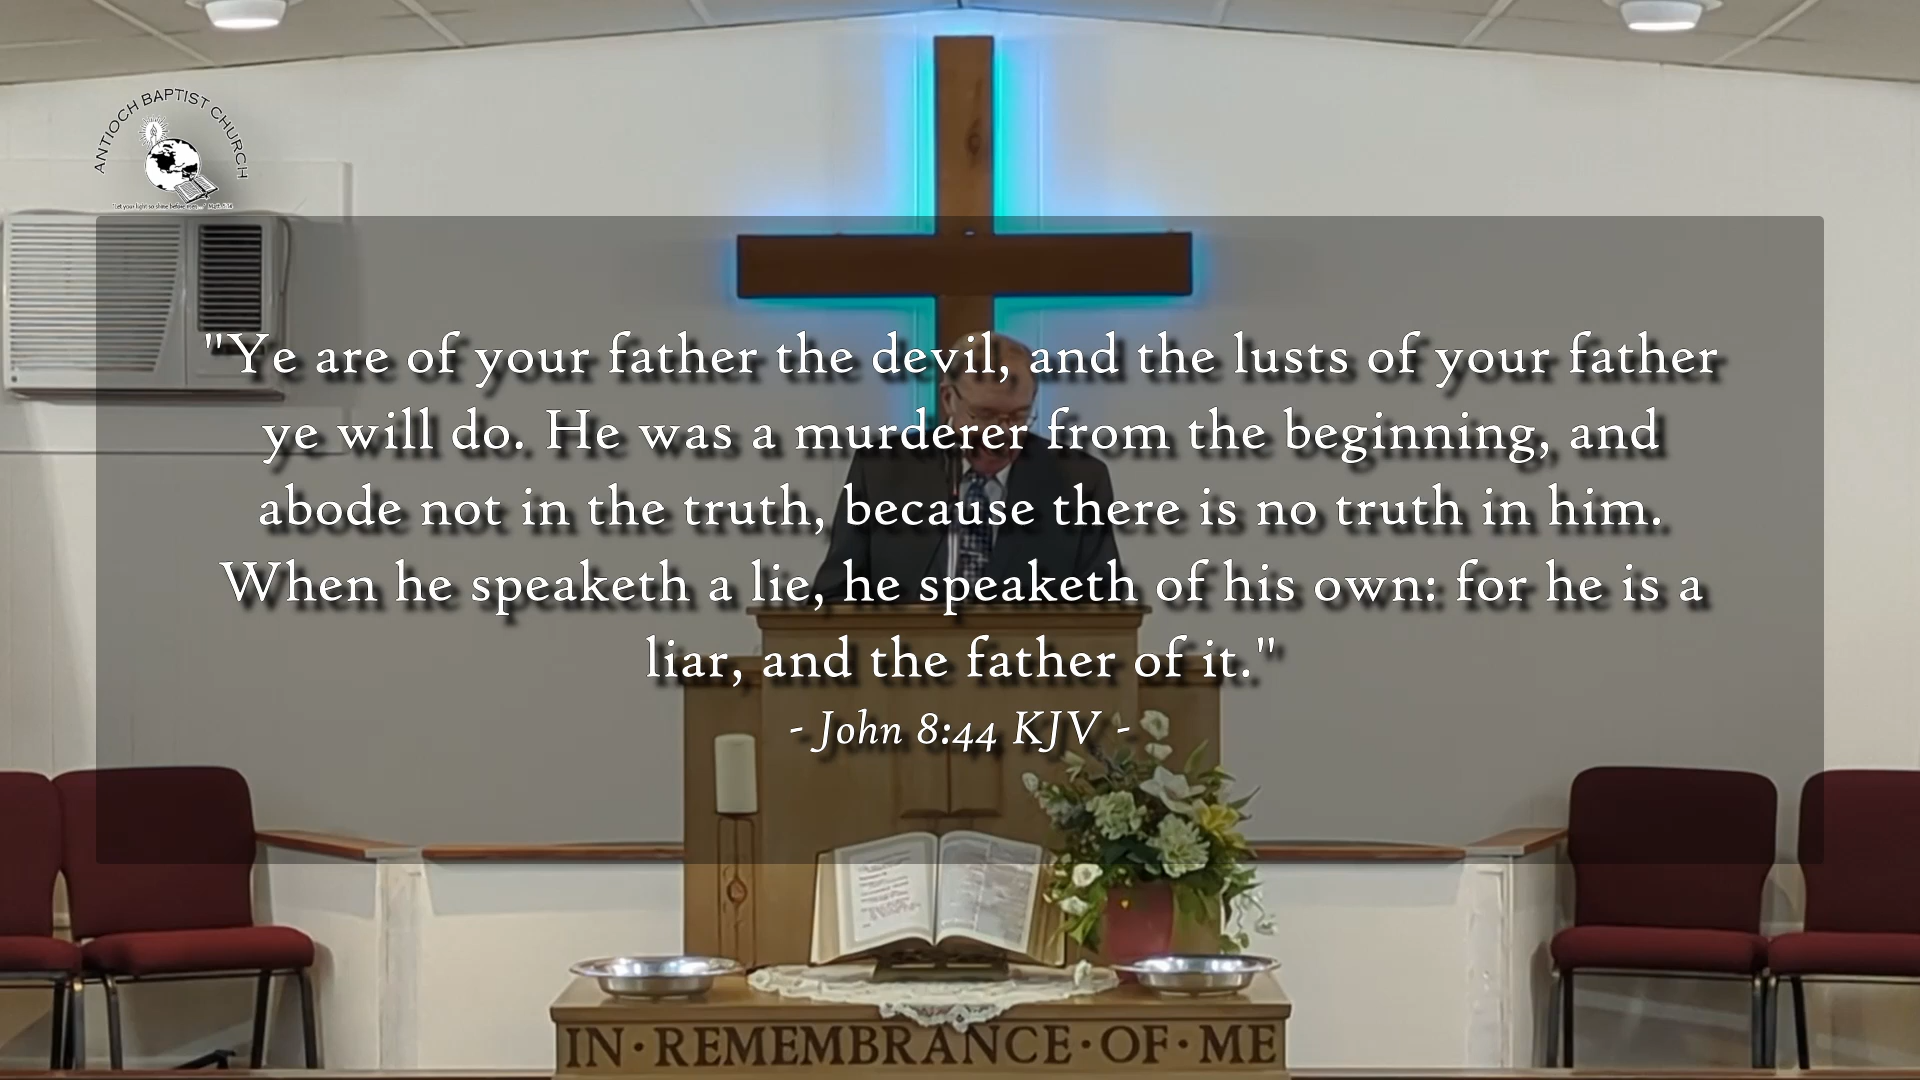 ANTIOCH BAPTIST CHURCH
"Ye are of your father the devil, and the lusts of your father
ye will do. He was a murderer from the beginning, and
abode not in the truth, because there is no truth in him.
When he speaketh a lie, he speaketh of his own: for he is a
liar, and the father of it."
- John 8:44 KJV -
IN·REMEMBRANCE·OF·ME